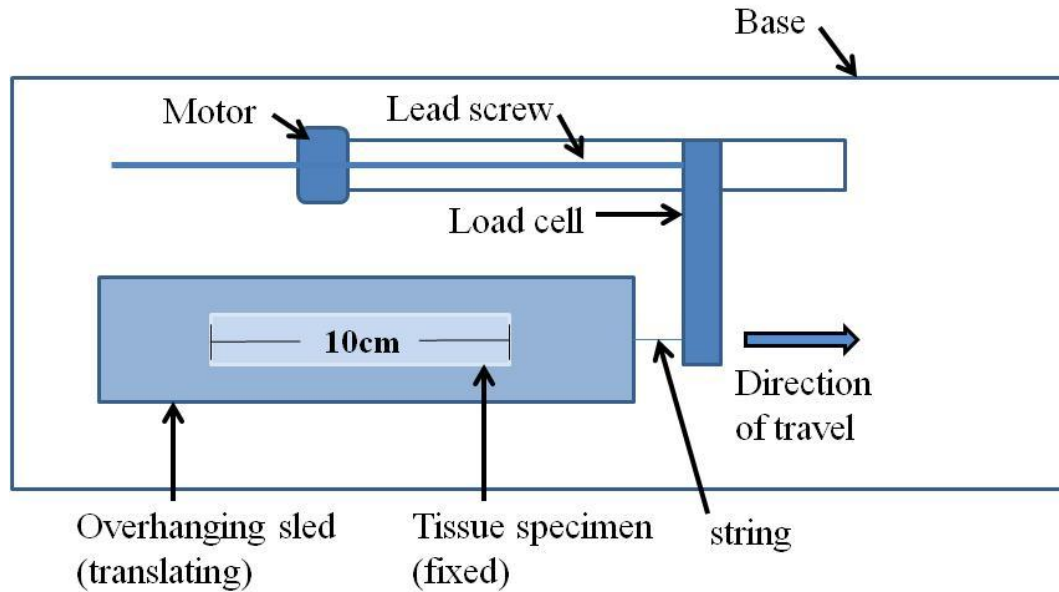 Base
Motor
Lead screw
Load cell
10cm
Direction
of travel
Overhanging sled
(translating)
Tissue specimen
(fixed)
string